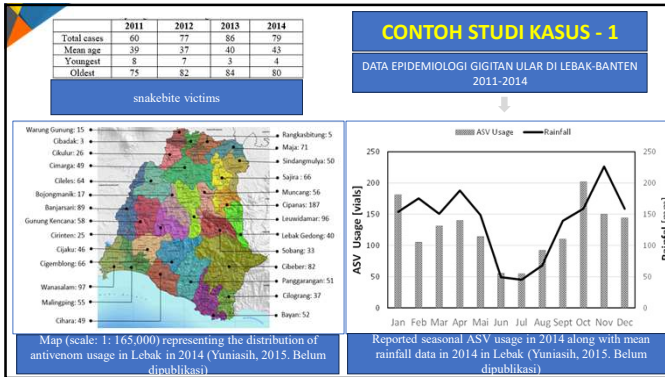 2011 2012 2013 2014
Total cases 60 77 86 79
Mean age 39 37 40 43
Youngest 8 7 3 4
Oldest 75 82 84 80
snakebite victims
CONTOH STUDI KASUS - 1
DATA EPIDEMIOLOGI GIGITAN ULAR DI LEBAK-BANTEN
2011-2014
Warung Gunung: 15
Cibadak: 3
Cikulur: 26
Cimarga: 49
Cileles: 64
Bojongmanik: 17
Banjarsari: 89
Gunung Kencana: 58
Cirinten: 25
Cijaku: 46
Cigemblong: 66
Wanasalam: 97
Malingping: 55
Cihara: 49
Rangkasbitung: 5
Maja: 71
Sindangmulya: 50
Sajira : 66
Muncang: 56
Cipanas: 187
Leuwidamar: 96
Lebak Gedong: 40
Sobang: 33
Cibeber: 82
Panggarangan: 51
Cilograng: 37
Bayan: 52
Map (scale: 1: 165,000) representing the distribution of
antivenom usage in Lebak in 2014 (Yuniasih, 2015. Belum
dipublikasi)
ASV Usage Rainfall
ASV Usage [vials]
250
200
150
100
50
0
Jan Feb Mar Apr Mai Jun Jul Aug Sept Oct Nov Dec
250
200
150
100
50
0
Reported seasonal ASV usage in 2014 along with mean
rainfall data in 2014 in Lebak (Yuniasih, 2015. Belum
dipublikasi)